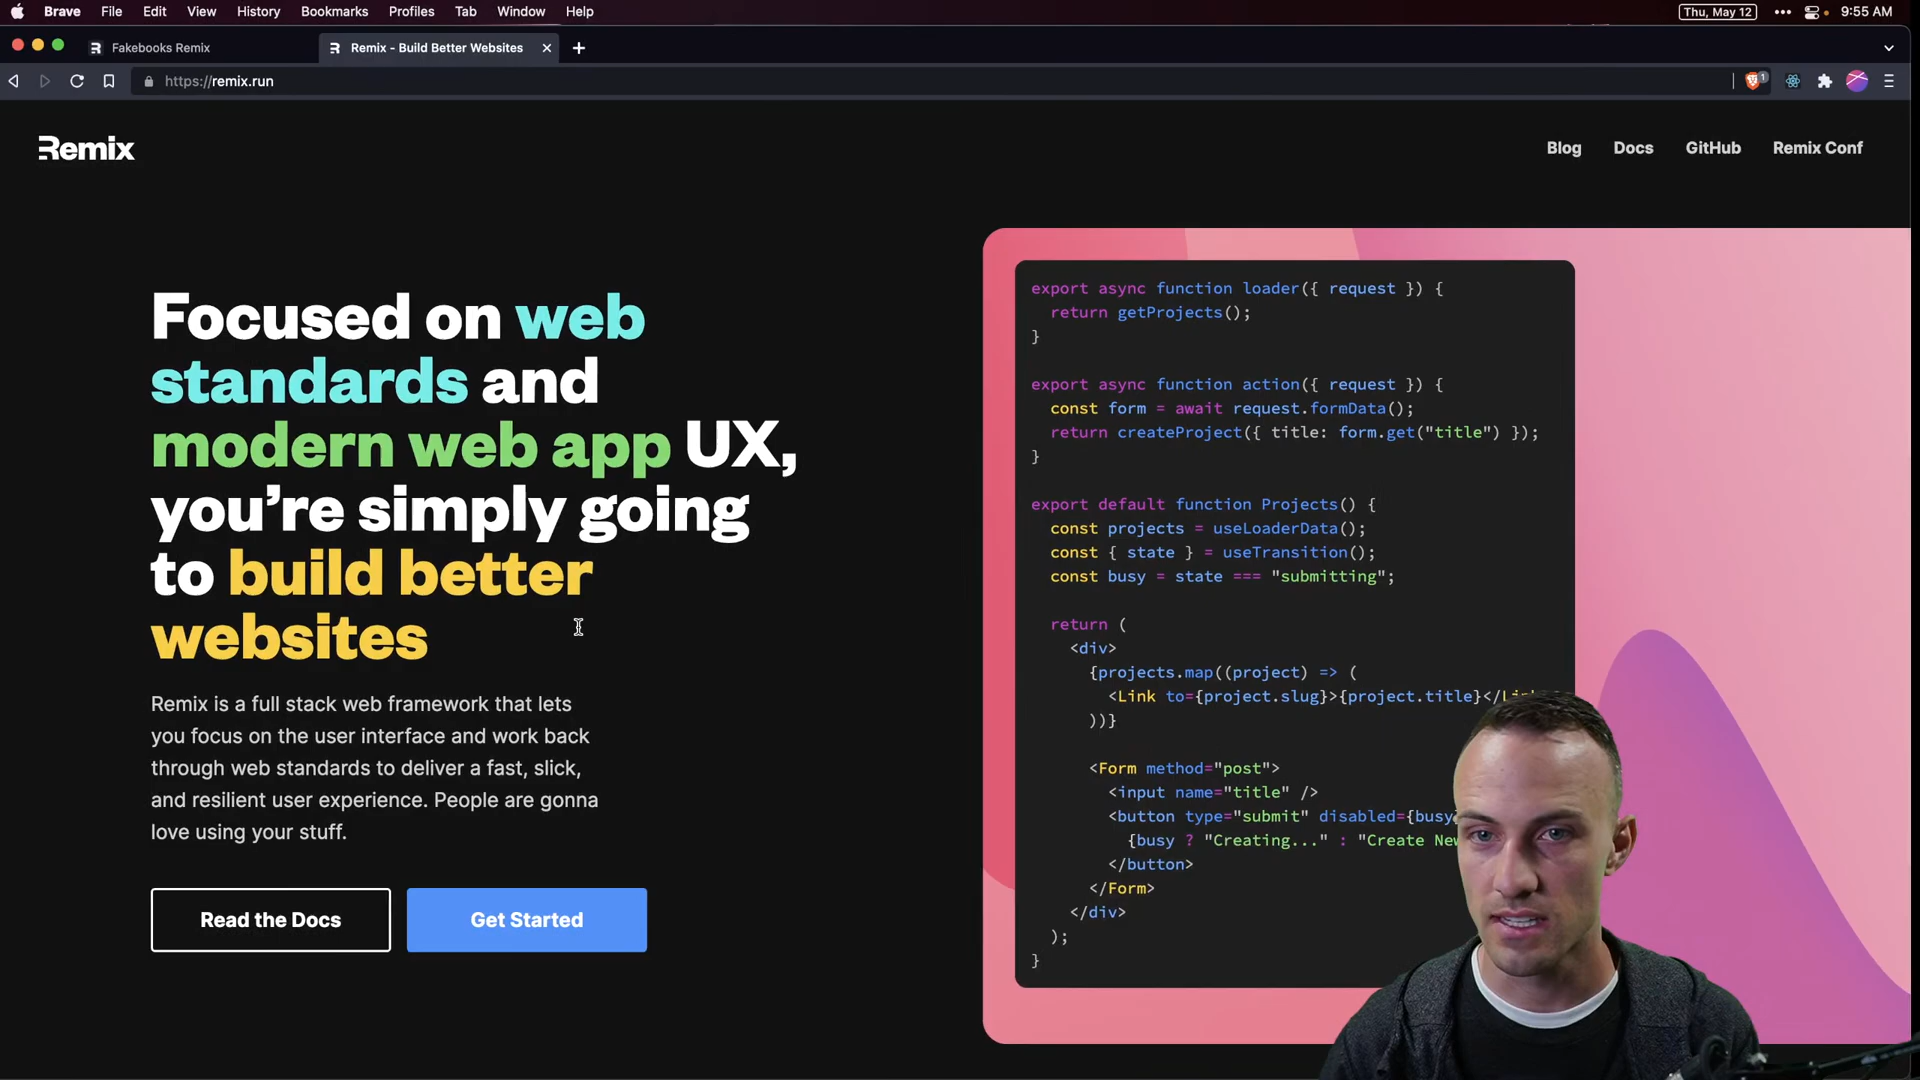 Brave File Edit View History Bookmarks Profiles Tab Window Help Thu, May 12 9:55 AM
Fakebooks Remix Remix - Build Better Websites
https://remix.run 1
Remix Blog Docs GitHub Remix Conf
Focused on web
standards and
modern web app UX,
you’re simply going
to build better
websites
Remix is a full stack web framework that lets
you focus on the user interface and work back
through web standards to deliver a fast, slick,
and resilient user experience. People are gonna
love using your stuff.
Read the Docs Get Started
export async function loader({ request }) {
return getProjects();
}
export async function action({ request }) {
const form = await request.formData();
return createProject({ title: form.get("title") });
}
export default function Projects() {
const projects = useLoaderData();
const { state } = useTransition();
const busy = state === "submitting";
return (
<div>
{projects.map((project) => (
<Link to={project.slug}>{project.title}</Lin
))}
<Form method="post">
<input name="title" />
<button type="submit" disabled={busy
{busy ? "Creating..." : "Create New
</button>
</Form>
</div>
);
}